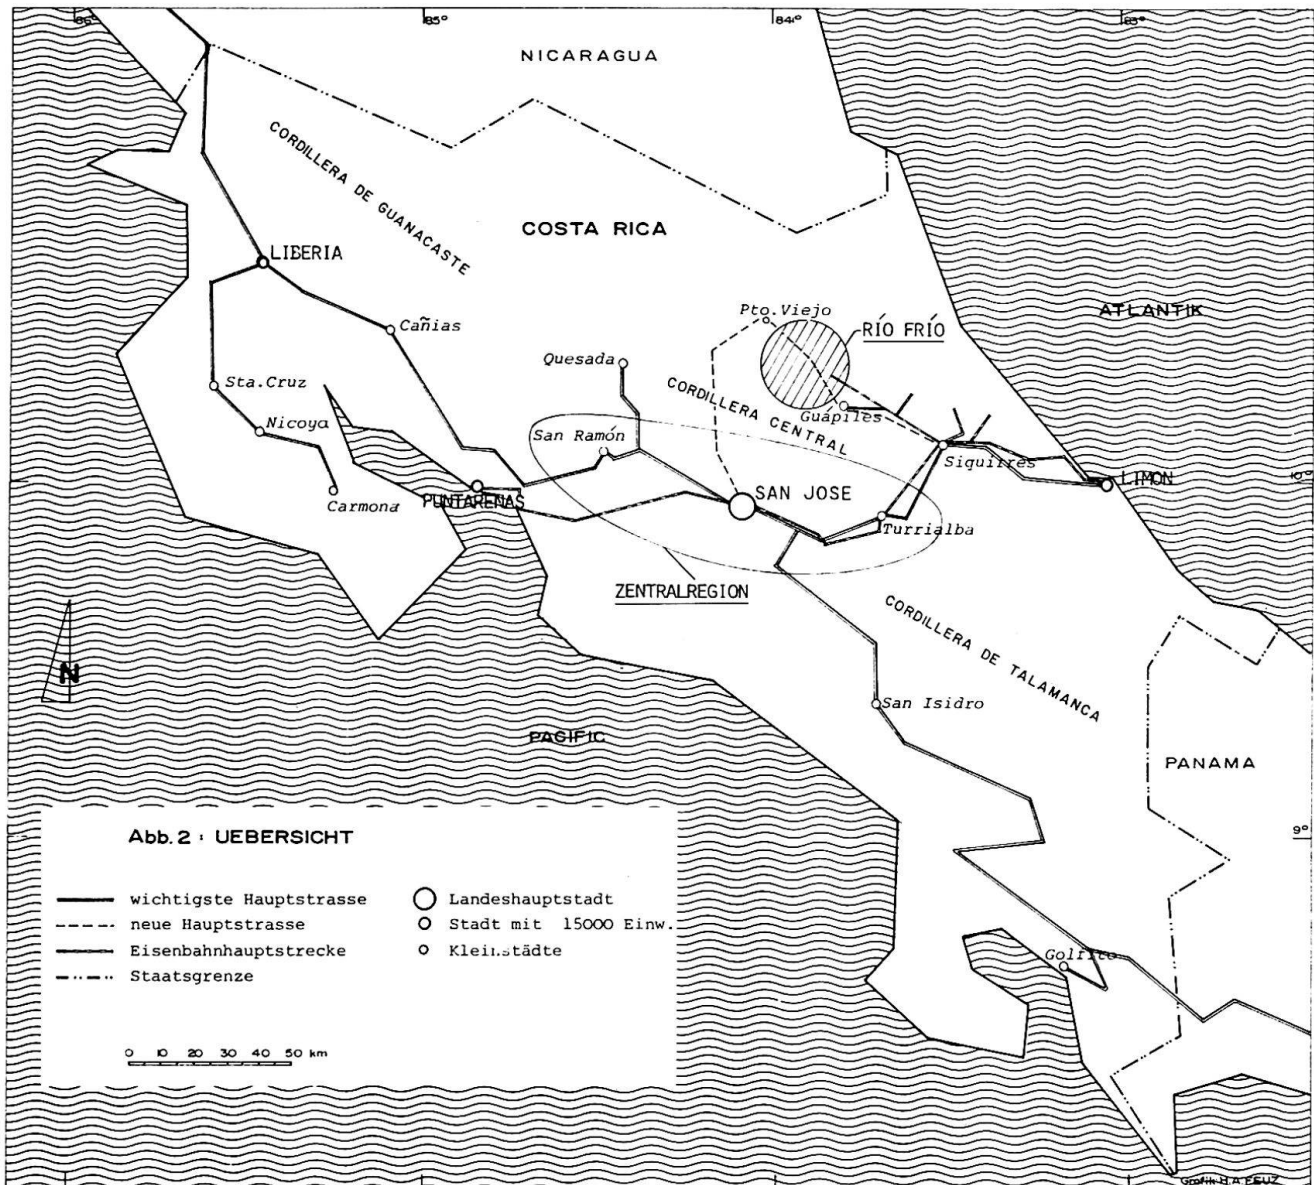 86°
85°
84°
83°
NICARAGUA
CORDILLERA DE GUANACASTE
COSTA RICA
LIBERIA
ATLANTIK
Pto.Viejo
RÍO FRÍO
Cañias
Quesada
Sta.Cruz
CORDILLERA CENTRAL
Guápiles
Nicoya
San Ramón
Siquirres
LIMON
10°
SAN JOSE
Carmona
PUNTARENAS
Turrialba
ZENTRALREGION
CORDILLERA DE TALAMANCA
N
San Isidro
PACIFIC
PANAMA
9°
Abb. 2 : UEBERSICHT
wichtigste Hauptstrasse
neue Hauptstrasse
Eisenbahnhauptstrecke
Staatsgrenze
Landeshauptstadt
Stadt mit 15000 Einw.
Kleinstädte
Golfito
0 10 20 30 40 50 km
Grafik H.A.FEUZ